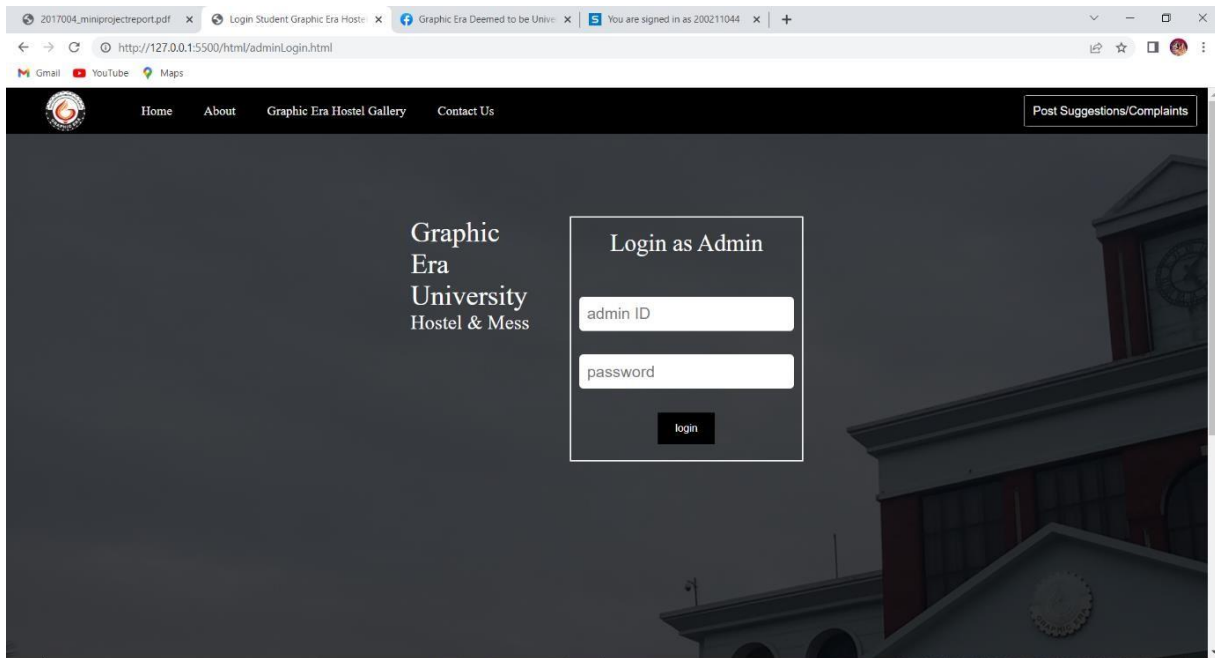 2017004_miniprojectreport.pdf
Login Student Graphic Era Hoste
Graphic Era Deemed to be Unive
You are signed in as 200211044
http://127.0.0.1:5500/html/adminLogin.html
Gmail YouTube Maps
Home About Graphic Era Hostel Gallery Contact Us Post Suggestions/Complaints
Graphic
Era
University
Hostel & Mess
Login as Admin
admin ID
password
login